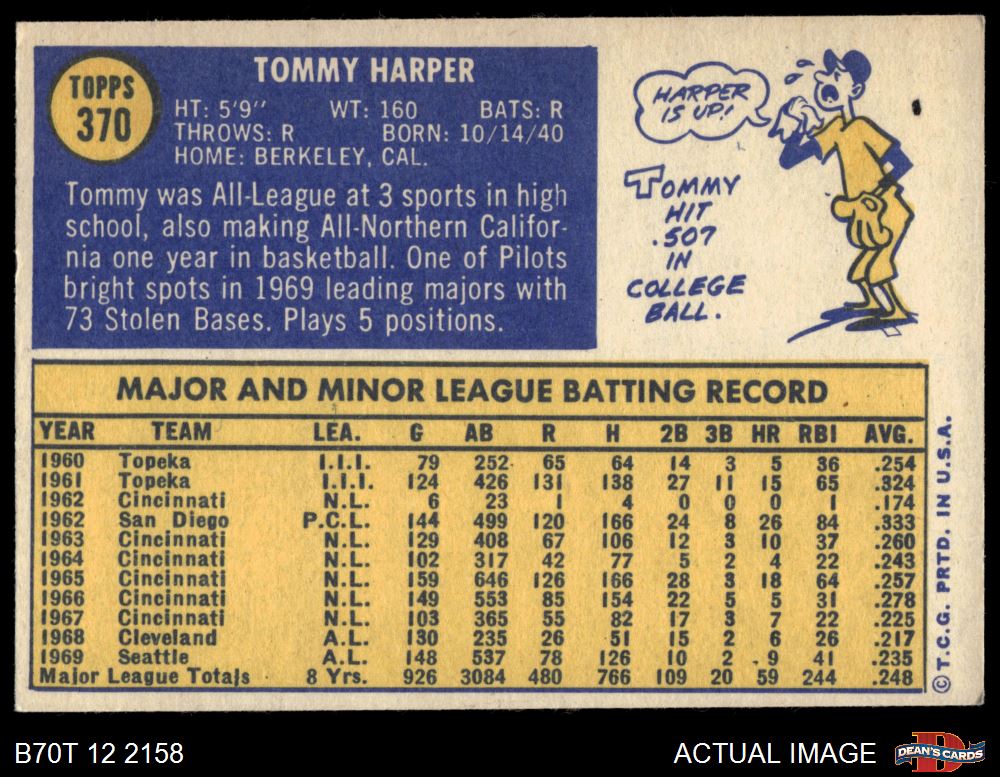 TOPPS
370
TOMMY HARPER
HT: 5'9" WT: 160 BATS: R
THROWS: R BORN: 10/14/40
HOME: BERKELEY, CAL.
Tommy was All-League at 3 sports in high
school, also making All-Northern Califor-
nia one year in basketball. One of Pilots
bright spots in 1969 leading majors with
73 Stolen Bases. Plays 5 positions.
HARPER
IS UP!
TOMMY
HIT
.507
IN
COLLEGE
BALL.
MAJOR AND MINOR LEAGUE BATTING RECORD
YEAR TEAM LEA. G AB R H 2B 3B HR RBI AVG.
1960 Topeka I.I.I. 79 252 65 64 14 3 5 36 .254
1961 Topeka I.I.I. 124 426 131 138 27 11 15 65 .324
1962 Cincinnati N.L. 6 23 1 4 0 0 0 1 .174
1962 San Diego P.C.L. 144 499 120 166 24 8 26 84 .333
1963 Cincinnati N.L. 129 408 67 106 12 3 10 37 .260
1964 Cincinnati N.L. 102 317 42 77 5 2 4 22 .243
1965 Cincinnati N.L. 159 646 126 166 28 3 18 64 .257
1966 Cincinnati N.L. 149 553 85 154 22 5 5 31 .278
1967 Cincinnati N.L. 103 365 55 82 17 3 7 22 .225
1968 Cleveland A.L. 130 235 26 51 15 2 6 26 .217
1969 Seattle A.L. 148 537 78 126 10 2 9 41 .235
Major League Totals 8 Yrs. 926 3084 480 766 109 20 59 244 .248
© T.C.G. PRTD. IN U.S.A.
B70T 12 2158
ACTUAL IMAGE
D
DEAN'S CARDS